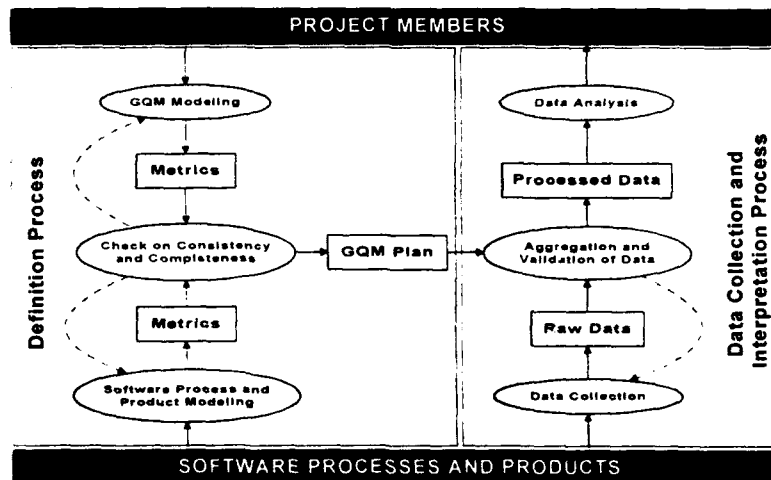 PROJECT MEMBERS
GQM Modeling
Metrics
Check on Consistency
and Completeness
Metrics
Software Process and
Product Modeling
Definition Process
GQM Plan
Data Analysis
Processed Data
Aggregation and
Validation of Data
Raw Data
Data Collection
Data Collection and
Interpretation Process
SOFTWARE PROCESSES AND PRODUCTS